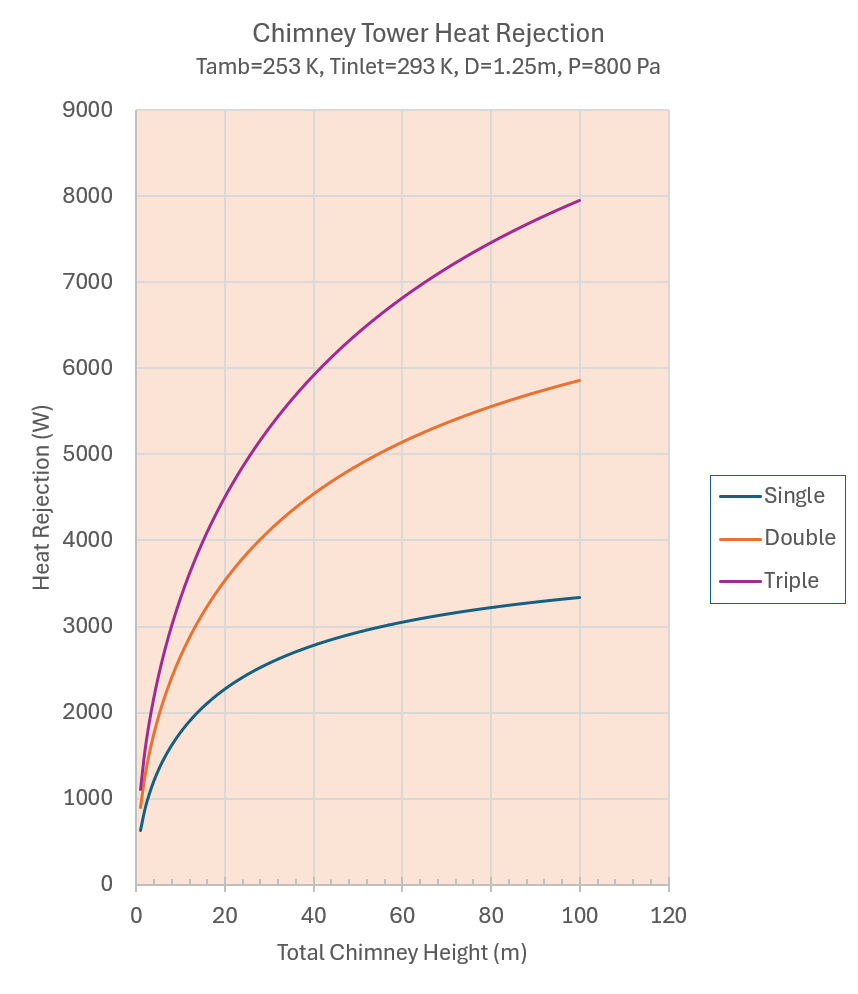 Chimney Tower Heat Rejection
Tamb=253 K, Tinlet=293 K, D=1.25m, P=800 Pa
9000
8000
7000
6000
5000
4000
3000
2000
1000
0
Heat Rejection (W)
0 20 40 60 80 100 120
Total Chimney Height (m)
Single
Double
Triple